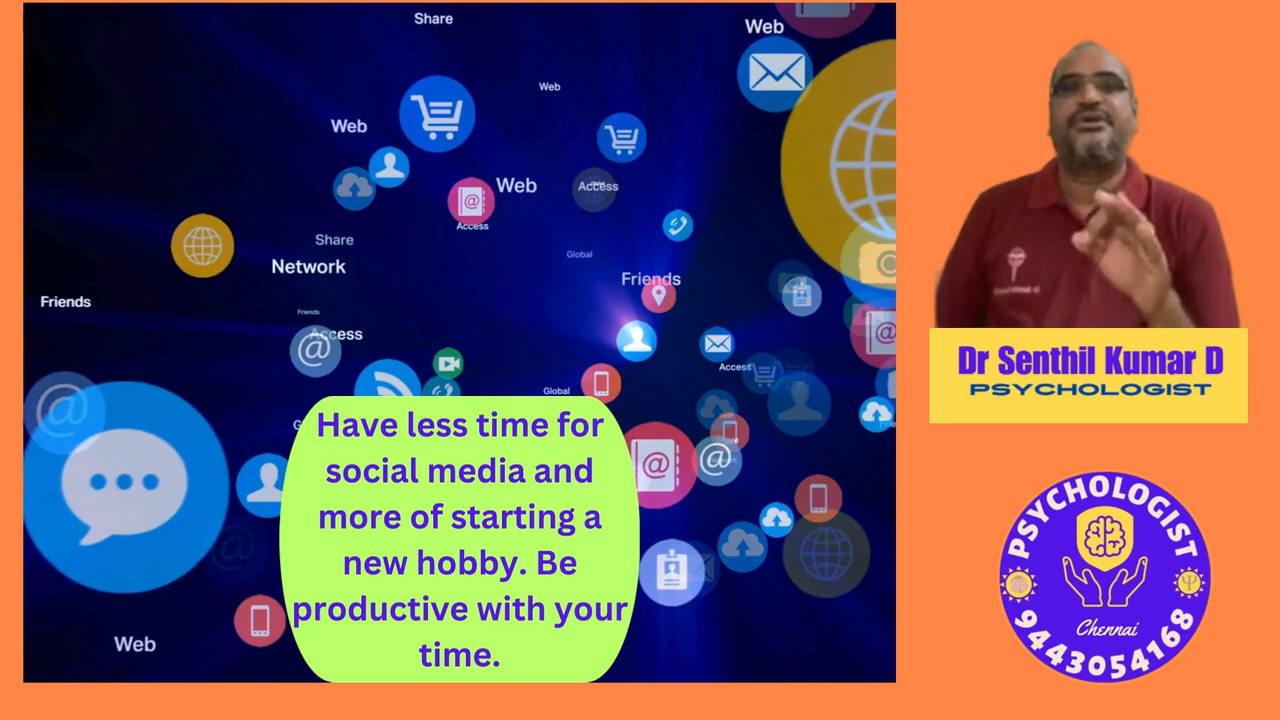 Share
Web
Web
Web
Web
Access
Access
Share
Global
Network
Friends
Friends
Friends
Access
Access
Global
Web
Have less time for
social media and
more of starting a
new hobby. Be
productive with your
time.
Dr Senthil Kumar D
PSYCHOLOGIST
PSYCHOLOGIST
Chennai
9443054168